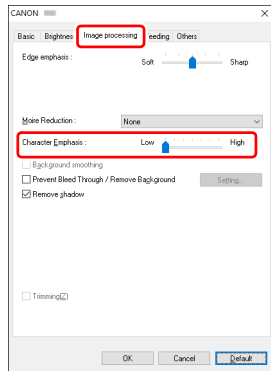 CANON
Basic Brightnes Image processing eeding Others
Edge emphasis :
Soft Sharp
Moire Reduction : None
Character Emphasis : Low High
Background smoothing
Prevent Bleed Through / Remove Background Setting...
Remove shadow
Trimming(Z)
OK Cancel Default